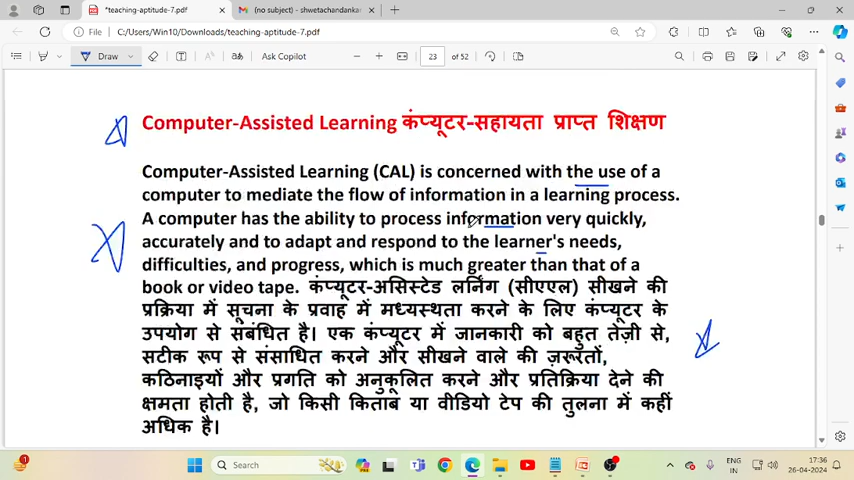 *teaching-aptitude-7.pdf
(no subject) - shwetachandankar
File
C:/Users/Win10/Downloads/teaching-aptitude-7.pdf
Draw
Ask Copilot
23 of 52
Computer-Assisted Learning कंप्यूटर-सहायता प्राप्त शिक्षण
Computer-Assisted Learning (CAL) is concerned with the use of a
computer to mediate the flow of information in a learning process.
A computer has the ability to process information very quickly,
accurately and to adapt and respond to the learner's needs,
difficulties, and progress, which is much greater than that of a
book or video tape. कंप्यूटर-असिस्टेड लर्निंग (सीएएल) सीखने की
प्रक्रिया में सूचना के प्रवाह में मध्यस्थता करने के लिए कंप्यूटर के
उपयोग से संबंधित है। एक कंप्यूटर में जानकारी को बहुत तेज़ी से,
सटीक रूप से संसाधित करने और सीखने वाले की ज़रूरतों,
कठिनाइयों और प्रगति को अनुकूलित करने और प्रतिक्रिया देने की
क्षमता होती है, जो किसी किताब या वीडियो टेप की तुलना में कहीं
अधिक है।
Search
ENG
IN
17:36
26-04-2024